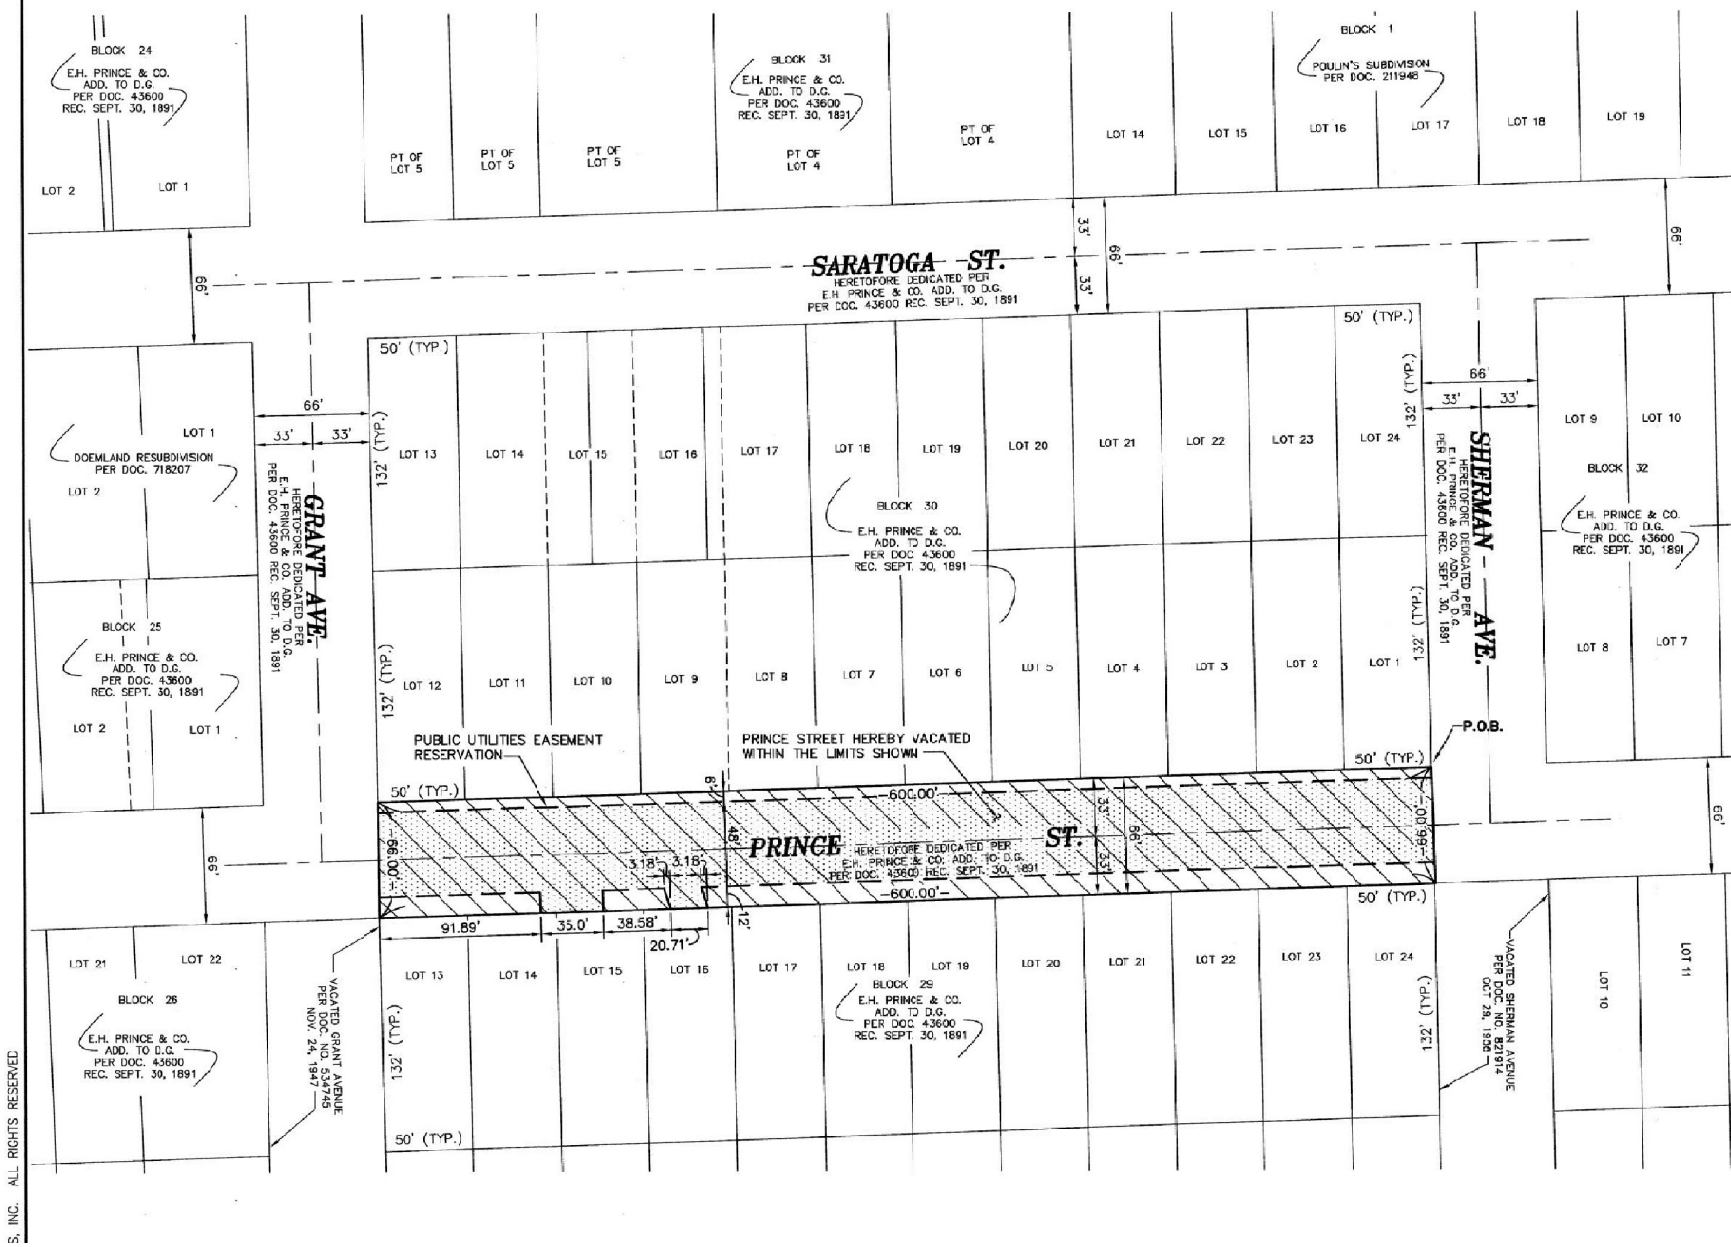 BLOCK 24
E.H. PRINCE & CO.
ADD. TO D.G.
PER DOC. 43600
REC. SEPT. 30, 1891
LOT 2
LOT 1
PT OF
LOT 5
PT OF
LOT 5
PT OF
LOT 5
BLOCK 31
E.H. PRINCE & CO.
ADD. TO D.G.
PER DOC. 43600
REC. SEPT. 30, 1891
PT OF
LOT 4
PT OF
LOT 4
BLOCK 1
POULIN'S SUBDIVISION
PER DOC. 211948
LOT 14
LOT 15
LOT 16
LOT 17
LOT 18
LOT 19
66'
33'
33'
66'
66'
SARATOGA ST.
HERETOFORE DEDICATED PER
E.H. PRINCE & CO. ADD. TO D.G.
PER DOC. 43600 REC. SEPT. 30, 1891
50' (TYP.)
50' (TYP.)
66'
33'
33'
132' (TYP.)
132' (TYP.)
66'
33'
33'
LOT 1
DOEMLAND RESUBDIVISION
PER DOC. 718207
LOT 2
GRANT AVE.
HERETOFORE DEDICATED PER
E.H. PRINCE & CO. ADD. TO D.G.
PER DOC. 43600 REC. SEPT. 30, 1891
LOT 13
LOT 14
LOT 15
LOT 16
LOT 17
LOT 18
LOT 19
LOT 20
LOT 21
LOT 22
LOT 23
LOT 24
BLOCK 30
E.H. PRINCE & CO.
ADD. TO D.G.
PER DOC 43600
REC. SEPT. 30, 1891
SHERMAN AVE.
HERETOFORE DEDICATED PER
E.H. PRINCE & CO. ADD. TO D.G.
PER DOC. 43600 REC. SEPT. 30, 1891
LOT 9
LOT 10
BLOCK 32
E.H. PRINCE & CO.
ADD. TO D.G.
PER DOC. 43600
REC. SEPT. 30, 1891
LOT 8
LOT 7
BLOCK 25
E.H. PRINCE & CO.
ADD. TO D.G.
PER DOC. 43600
REC. SEPT. 30, 1891
LOT 2
LOT 1
132' (TYP.)
132' (TYP.)
LOT 12
LOT 11
LOT 10
LOT 9
LOT 8
LOT 7
LOT 6
LOT 5
LOT 4
LOT 3
LOT 2
LOT 1
PUBLIC UTILITIES EASEMENT
RESERVATION
PRINCE STREET HEREBY VACATED
WITHIN THE LIMITS SHOWN
P.O.B.
50' (TYP.)
50' (TYP.)
6'
600.00'
33'
66'
33'
66.00'
66.00'
66'
66'
48'
PRINCE ST.
HERETOFORE DEDICATED PER
E.H. PRINCE & CO. ADD. TO D.G.
PER DOC. 43600 REC. SEPT. 30, 1891
3.18'
3.18'
600.00'
50' (TYP.)
12'
91.89'
35.0'
38.58'
20.71'
LOT 21
LOT 22
BLOCK 26
E.H. PRINCE & CO.
ADD. TO D.G.
PER DOC. 43600
REC. SEPT. 30, 1891
VACATED GRANT AVENUE
PER DOC. NO. 534745
NOV. 24, 1947
LOT 13
LOT 14
LOT 15
LOT 16
LOT 17
LOT 18
LOT 19
LOT 20
LOT 21
LOT 22
LOT 23
LOT 24
BLOCK 29
E.H. PRINCE & CO.
ADD. TO D.G.
PER DOC. 43600
REC. SEPT. 30, 1891
132' (TYP.)
132' (TYP.)
50' (TYP.)
VACATED SHERMAN AVENUE
PER DOC. NO. 821914
OCT 29,
LOT 10
LOT 11
S, INC. ALL RIGHTS RESERVED